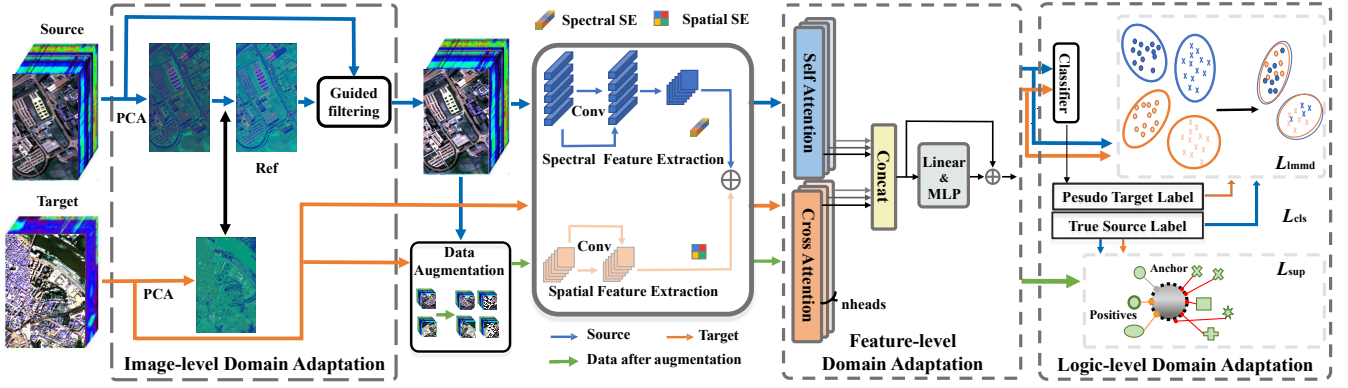 Source
PCA
Ref
Guided
filtering
Target
PCA
Image-level Domain Adaptation
Data
Augmentation
Spectral SE
Spatial SE
Conv
Spectral Feature Extraction
Conv
Spatial Feature Extraction
Source
Target
Data after augmentation
Self Attention
Cross Attention
Concat
Linear
&
MLP
nheads
Feature-level
Domain Adaptation
Classifier
Llmmd
Pesudo Target Label
True Source Label
Lcls
Lsup
Anchor
Positives
Logic-level Domain Adaptation